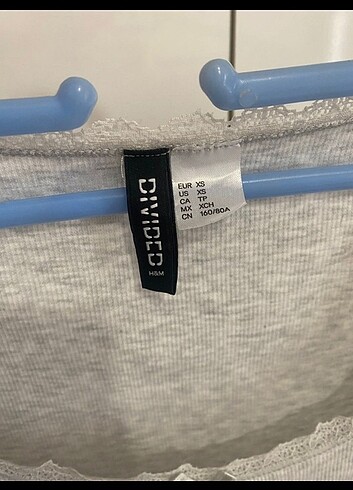 DIVIDED
H&M
EUR XS
US XS
CA TP
MX XCH
CN 160/80A